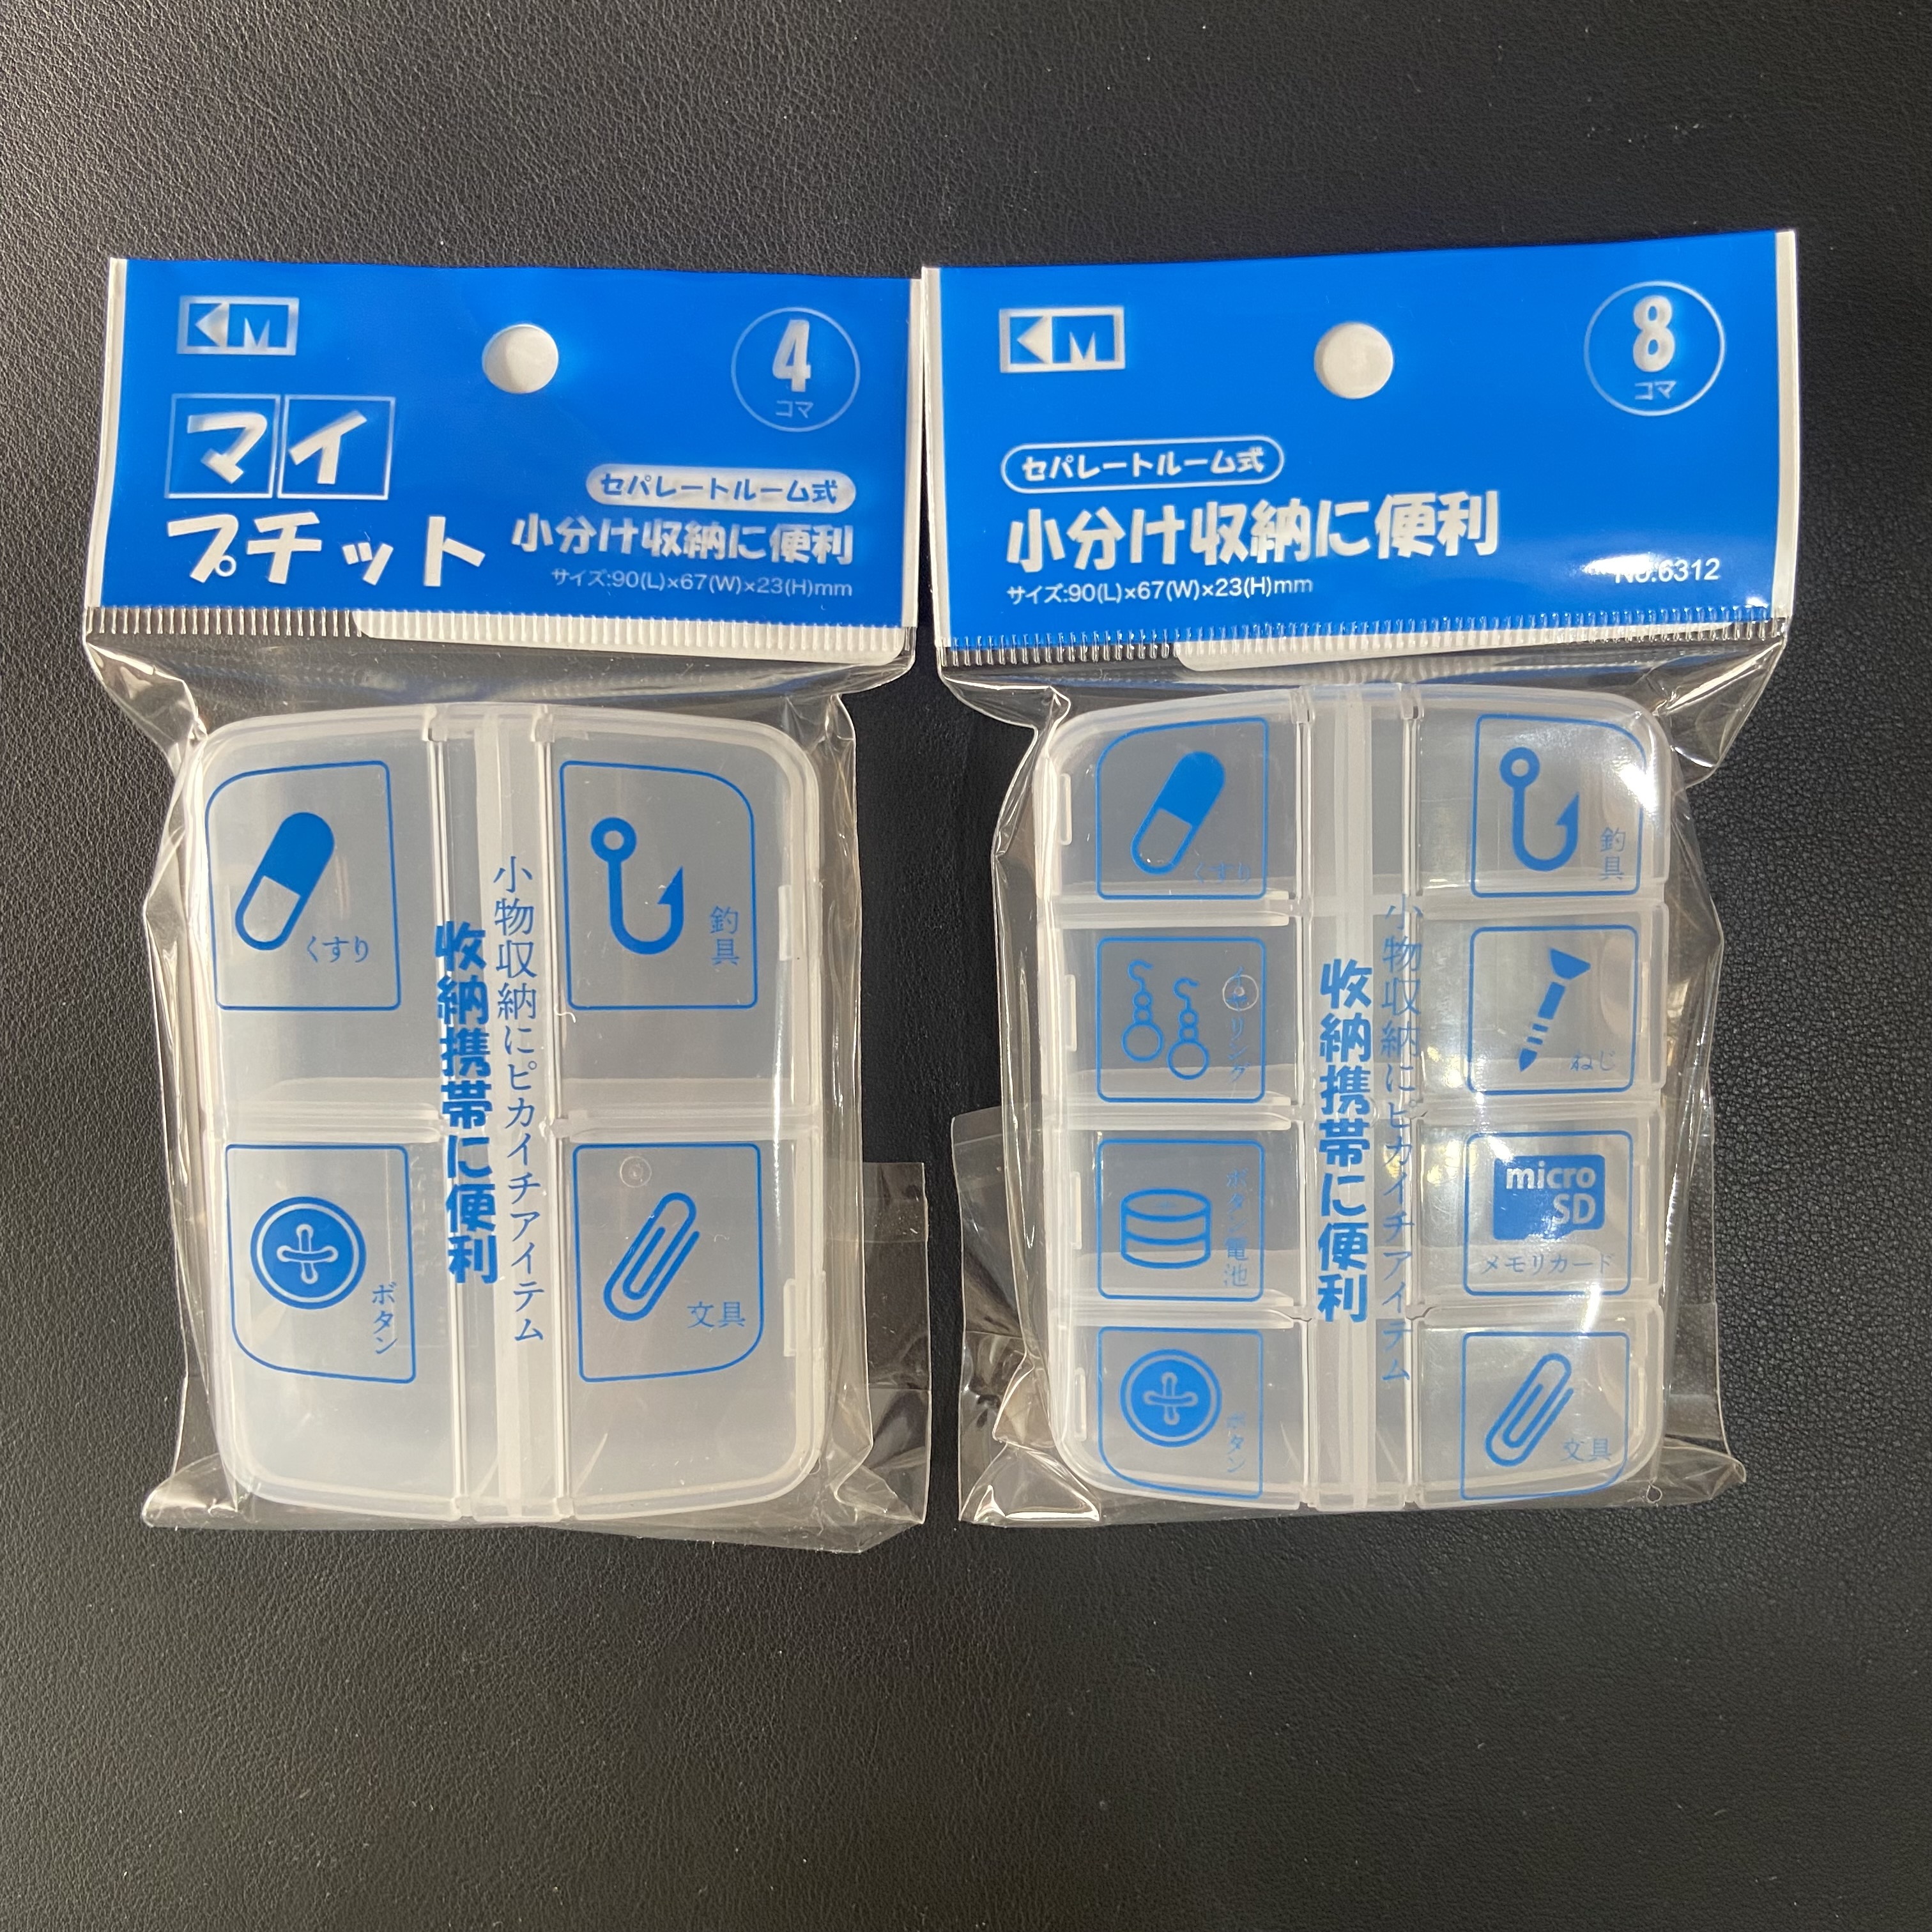 KM
4
コマ
マイ
プチット
セパレートルーム式
小分け収納に便利
サイズ:90(L)×67(W)×23(H)mm
くすり
釣具
小物収納にピカイチアイテム
収納携帯に便利
ボタン
文具
KM
8
コマ
セパレートルーム式
小分け収納に便利
サイズ:90(L)×67(W)×23(H)mm
No.6312
くすり
釣具
イヤリング
ねじ
小物収納にピカイチアイテム
収納携帯に便利
ボタン電池
micro
SD
メモリカード
ボタン
文具